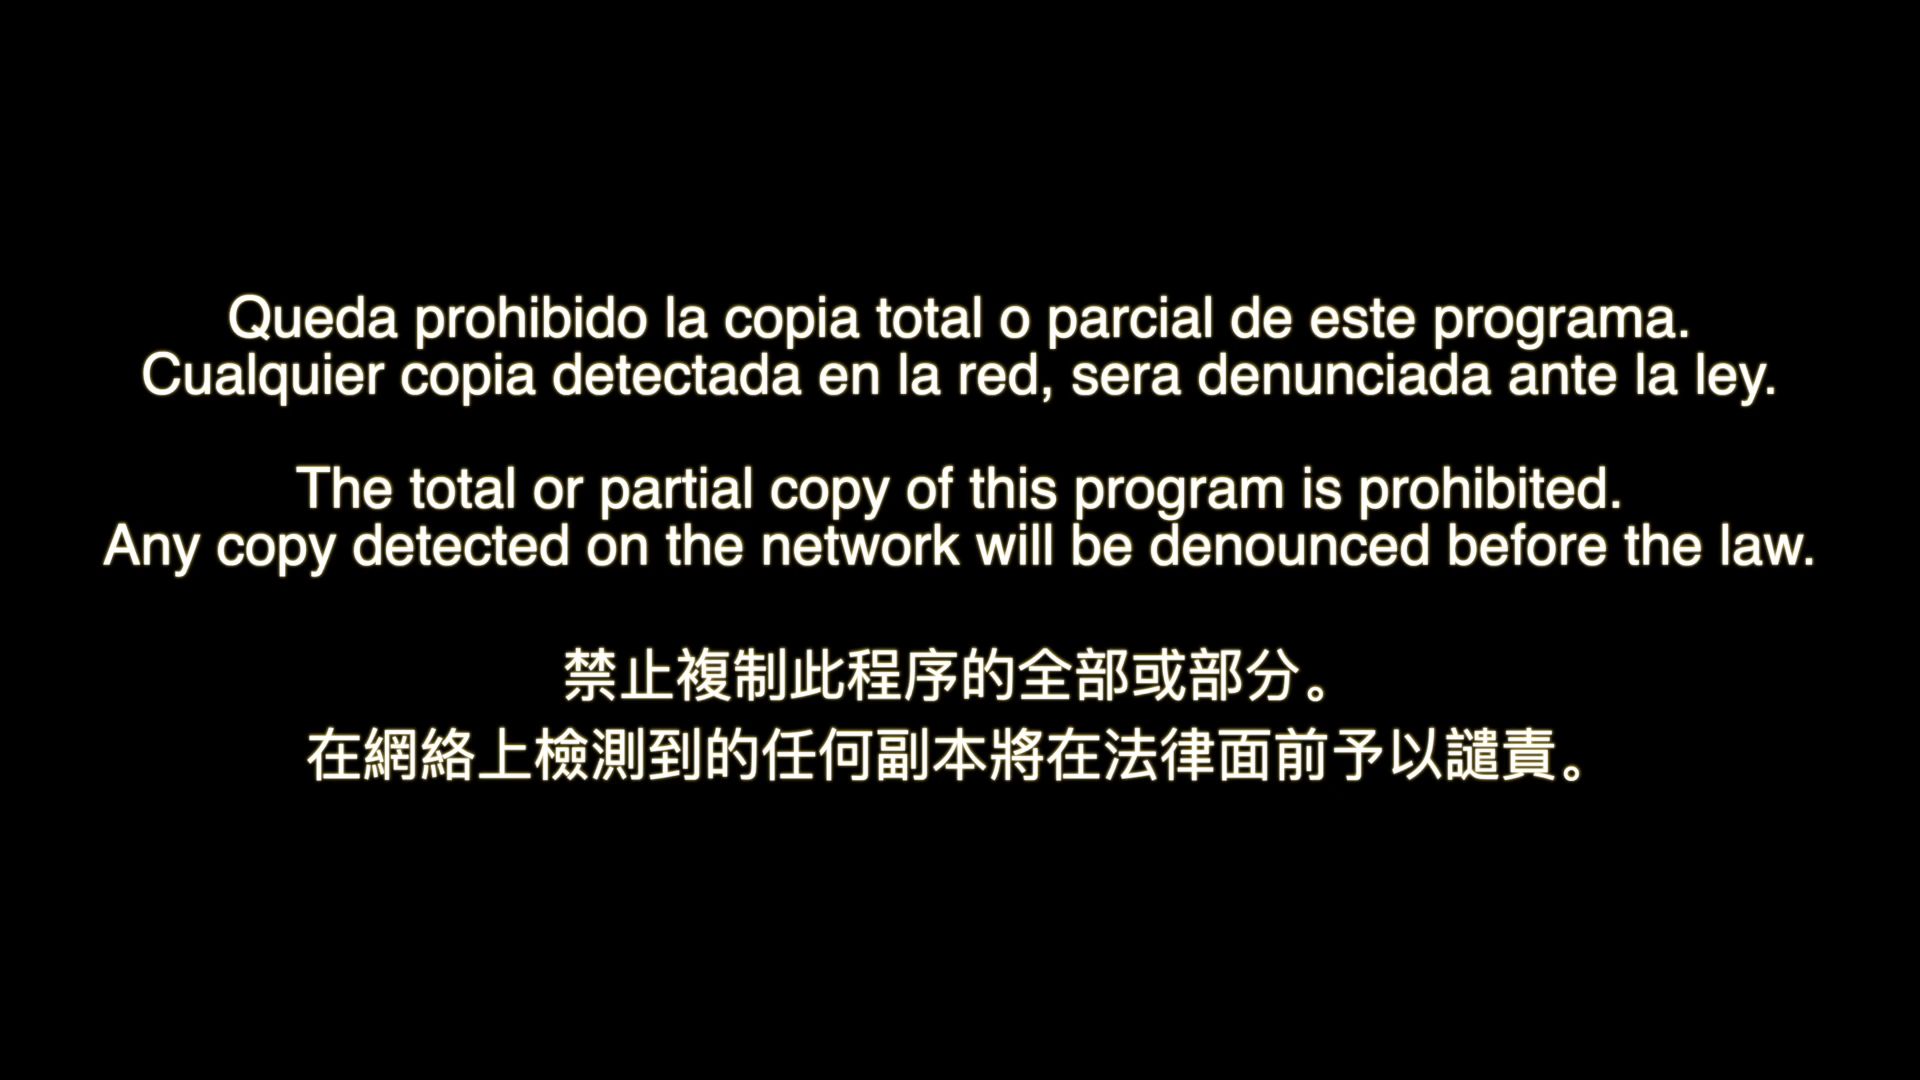 Queda prohibido la copia total o parcial de este programa.
Cualquier copia detectada en la red, sera denunciada ante la ley.
The total or partial copy of this program is prohibited.
Any copy detected on the network will be denounced before the law.
禁止複制此程序的全部或部分。
在網絡上檢測到的任何副本將在法律面前予以譴責。